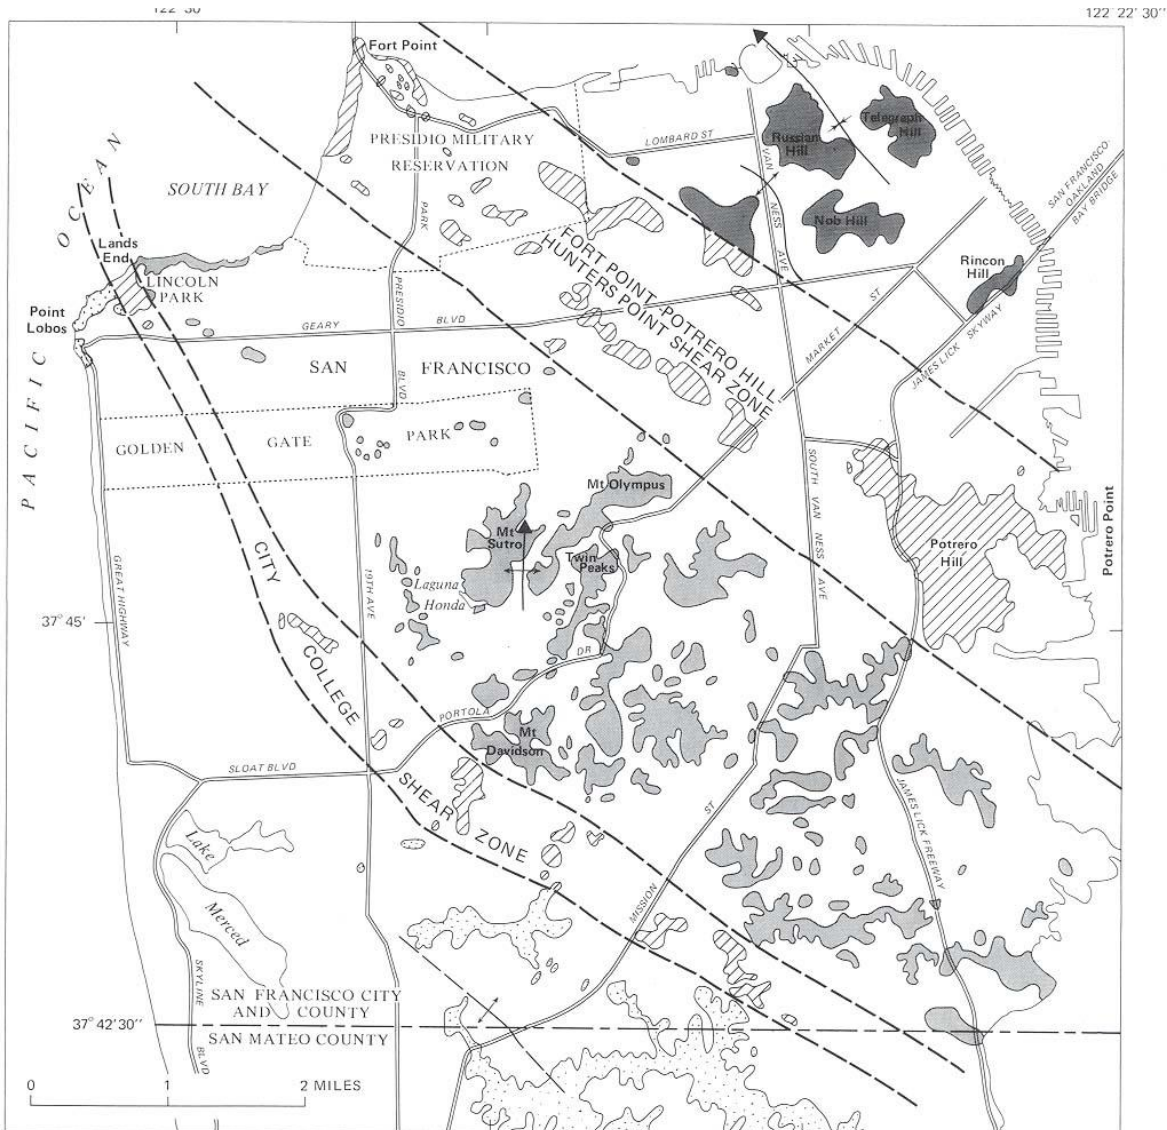 122° 30'
122° 22' 30"
Fort Point
PRESIDIO MILITARY
RESERVATION
LOMBARD ST
VAN
NESS AVE
Russian
Hill
Telegraph
Hill
Nob Hill
SAN FRANCISCO-
OAKLAND
BAY BRIDGE
Rincon
Hill
OCEAN
SOUTH BAY
PARK
PRESIDIO
BLVD
Lands
End
LINCOLN
PARK
Point
Lobos
GEARY
BLVD
FORT POINT-POTRERO HILL
HUNTERS POINT SHEAR ZONE
MARKET ST
JAMES LICK SKYWAY
PACIFIC
SAN FRANCISCO
GOLDEN GATE PARK
Mt Olympus
Mt
Sutro
Twin
Peaks
Laguna
Honda
SOUTH VAN NESS AVE
Potrero
Hill
Potrero Point
GREAT HIGHWAY
19TH AVE
37° 45'
CITY COLLEGE SHEAR ZONE
PORTOLA
DR
Mt
Davidson
SLOAT BLVD
Lake
Merced
MISSION
ST
JAMES LICK FREEWAY
SKYLINE
BLVD
SAN FRANCISCO CITY
AND COUNTY
37° 42' 30"
SAN MATEO COUNTY
0 1 2 MILES